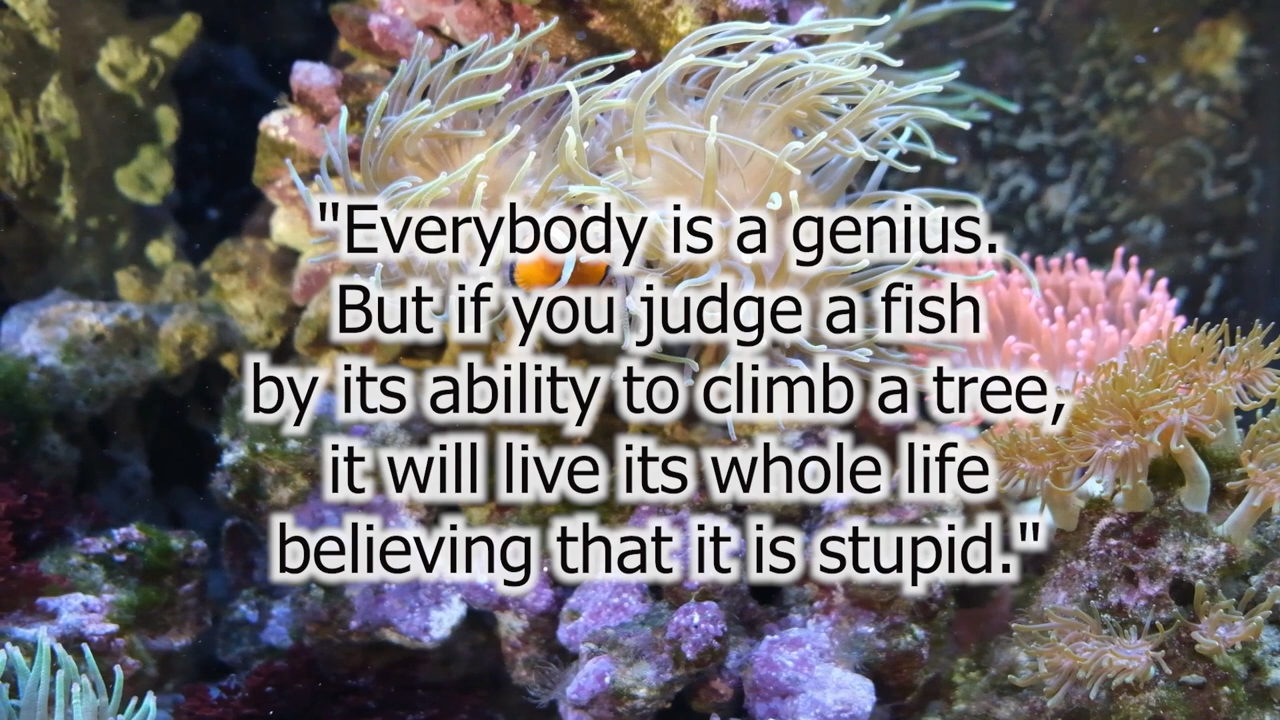 "Everybody is a genius.
But if you judge a fish
by its ability to climb a tree,
it will live its whole life
believing that it is stupid."